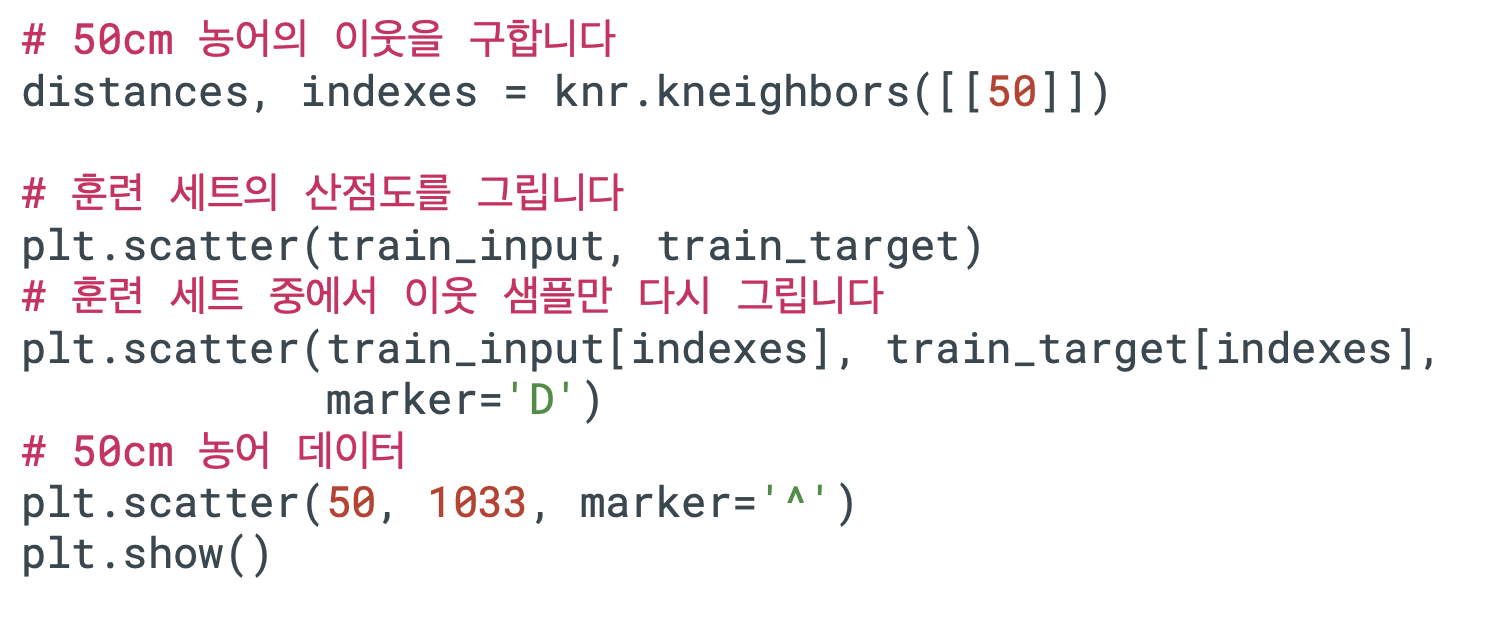 # 50cm 농어의 이웃을 구합니다
distances, indexes = knr.kneighbors([[50]])
# 훈련 세트의 산점도를 그립니다
plt.scatter(train_input, train_target)
# 훈련 세트 중에서 이웃 샘플만 다시 그립니다
plt.scatter(train_input[indexes], train_target[indexes],
            marker='D')
# 50cm 농어 데이터
plt.scatter(50, 1033, marker='^')
plt.show()